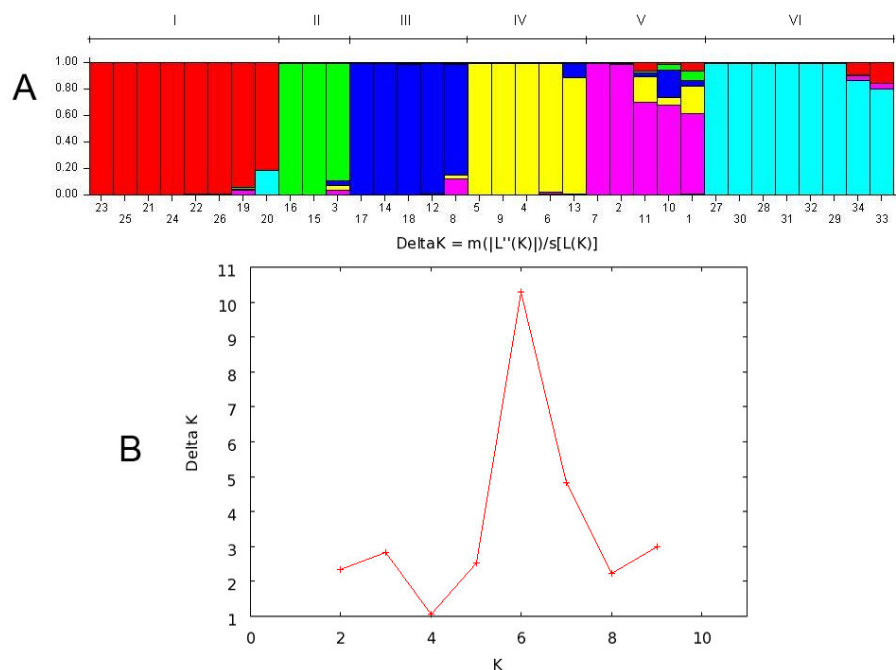 I II III IV V VI
A
1.00
0.80
0.60
0.40
0.20
0.00
23 21 22 19 16 3 14 12 5 4 13 2 10 27 28 32 34
25 24 26 20 15 17 18 8 9 6 7 11 1 30 31 29 33
DeltaK = m(|L''(K)|)/s[L(K)]
B
Delta K
11
10
9
8
7
6
5
4
3
2
1
0 2 4 6 8 10
K